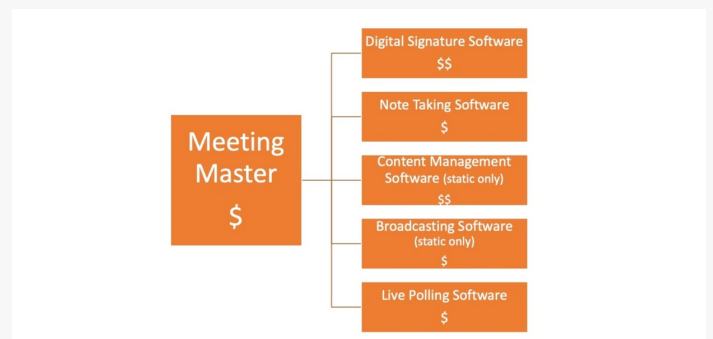 Meeting
Master
$
Digital Signature Software
$$
Note Taking Software
$
Content Management
Software (static only)
$$
Broadcasting Software
(static only)
$
Live Polling Software
$